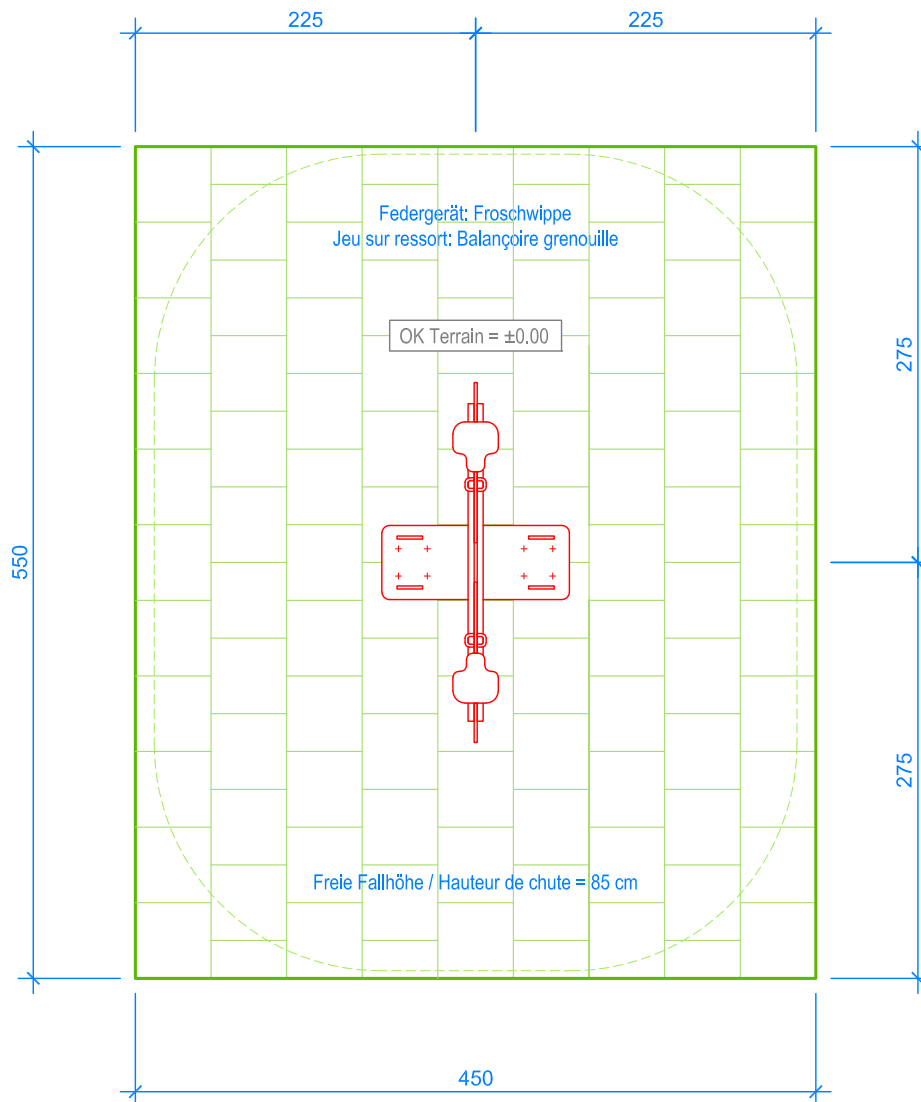 225
225
Federgerät: Froschwippe
Jeu sur ressort: Balançoire grenouille
OK Terrain = ±0.00
275
550
275
Freie Fallhöhe / Hauteur de chute = 85 cm
450